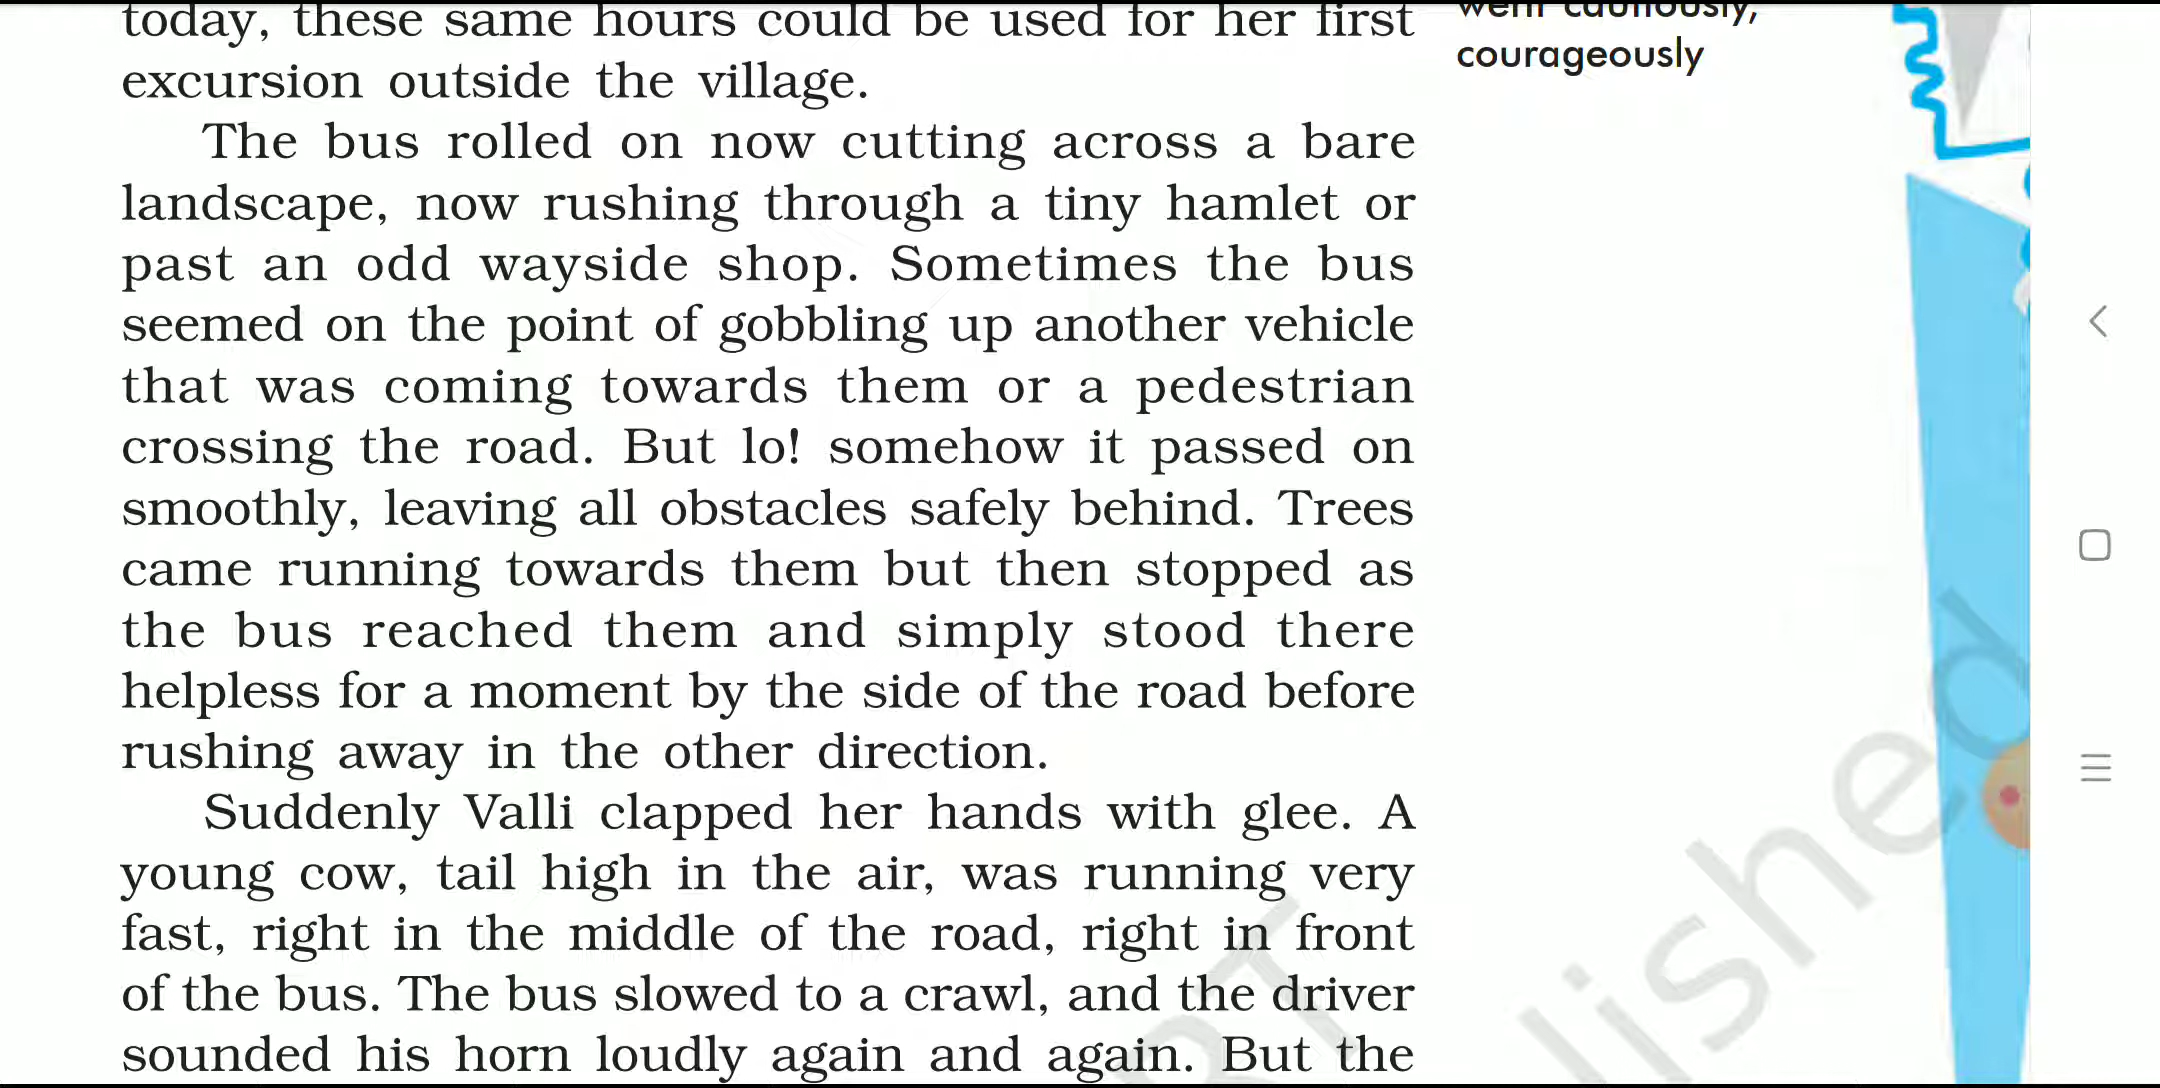 today, these same hours could be used for her first
excursion outside the village.
The bus rolled on now cutting across a bare
landscape, now rushing through a tiny hamlet or
past an odd wayside shop. Sometimes the bus
seemed on the point of gobbling up another vehicle
that was coming towards them or a pedestrian
crossing the road. But lo! somehow it passed on
smoothly, leaving all obstacles safely behind. Trees
came running towards them but then stopped as
the bus reached them and simply stood there
helpless for a moment by the side of the road before
rushing away in the other direction.
Suddenly Valli clapped her hands with glee. A
young cow, tail high in the air, was running very
fast, right in the middle of the road, right in front
of the bus. The bus slowed to a crawl, and the driver
sounded his horn loudly again and again. But the
went cautiously,
courageously